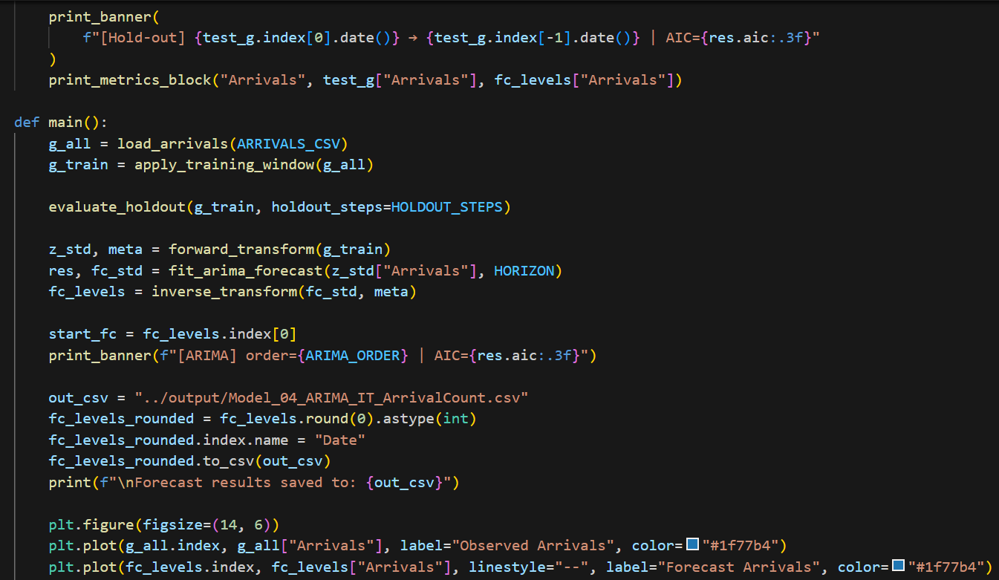 print_banner(
f"[Hold-out] {test_g.index[0].date()} → {test_g.index[-1].date()} | AIC={res.aic:.3f}"
)
print_metrics_block("Arrivals", test_g["Arrivals"], fc_levels["Arrivals"])
def main():
g_all = load_arrivals(ARRIVALS_CSV)
g_train = apply_training_window(g_all)
evaluate_holdout(g_train, holdout_steps=HOLDOUT_STEPS)
z_std, meta = forward_transform(g_train)
res, fc_std = fit_arima_forecast(z_std["Arrivals"], HORIZON)
fc_levels = inverse_transform(fc_std, meta)
start_fc = fc_levels.index[0]
print_banner(f"[ARIMA] order={ARIMA_ORDER} | AIC={res.aic:.3f}")
out_csv = "../output/Model_04_ARIMA_IT_ArrivalCount.csv"
fc_levels_rounded = fc_levels.round(0).astype(int)
fc_levels_rounded.index.name = "Date"
fc_levels_rounded.to_csv(out_csv)
print(f"\nForecast results saved to: {out_csv}")
plt.figure(figsize=(14, 6))
plt.plot(g_all.index, g_all["Arrivals"], label="Observed Arrivals", color="#1f77b4")
plt.plot(fc_levels.index, fc_levels["Arrivals"], linestyle="--", label="Forecast Arrivals", color="#1f77b4")